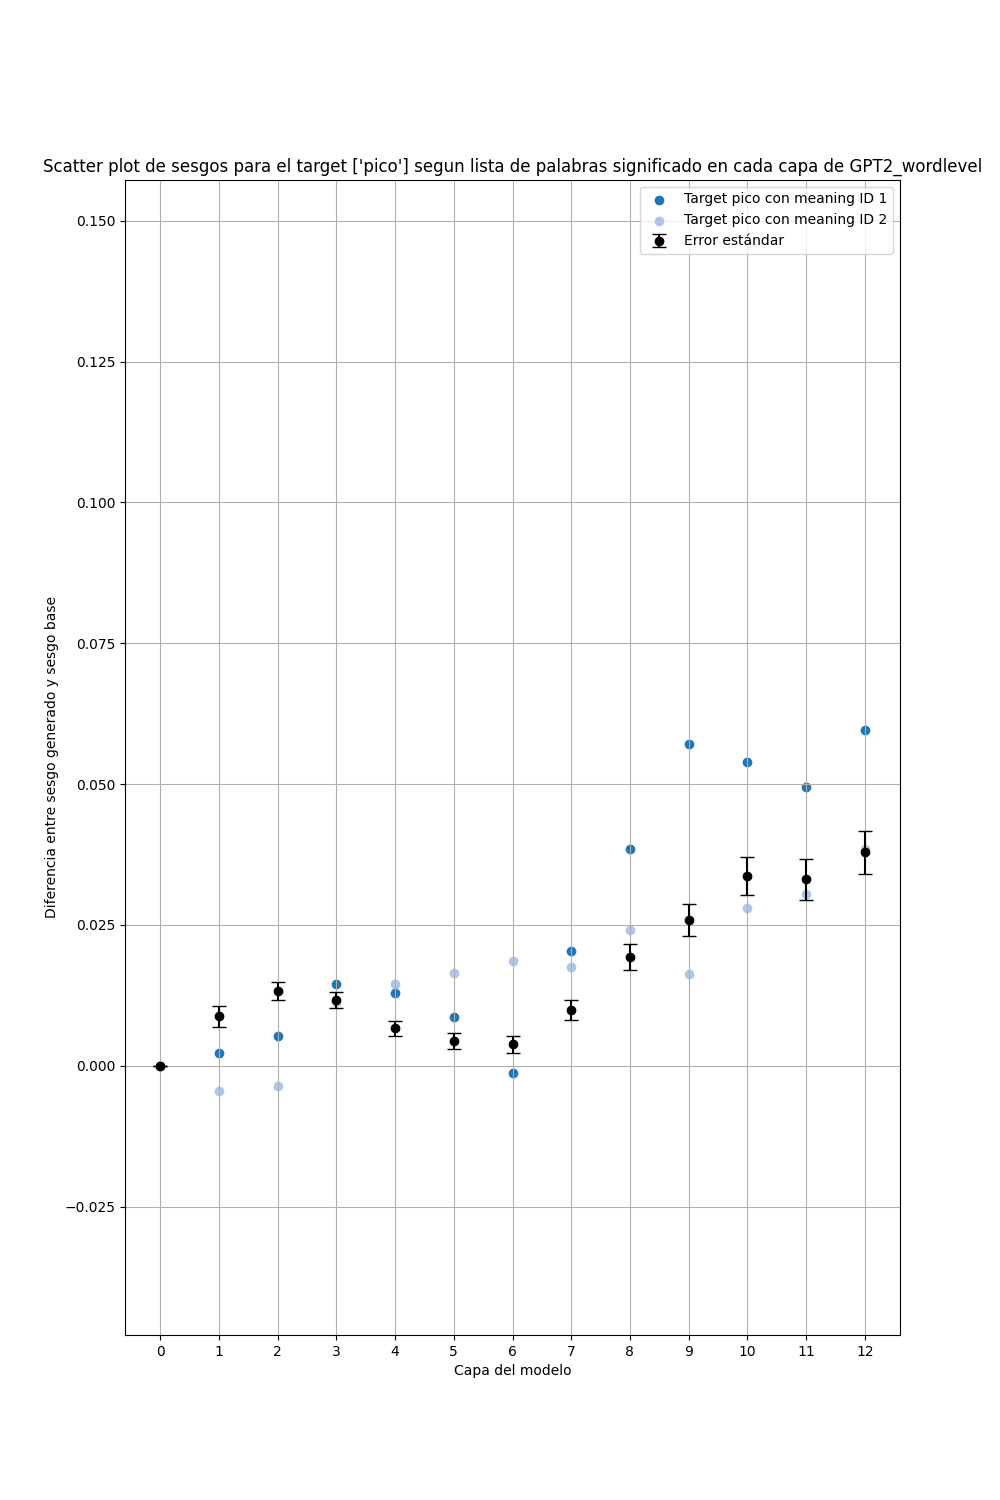 Scatter plot de sesgos para el target ['pico'] segun lista de palabras significado en cada capa de GPT2_wordlevel
Target pico con meaning ID 1
Target pico con meaning ID 2
Error estándar
0.150
0.125
0.100
0.075
0.050
0.025
0.000
−0.025
Diferencia entre sesgo generado y sesgo base
0 1 2 3 4 5 6 7 8 9 10 11 12
Capa del modelo